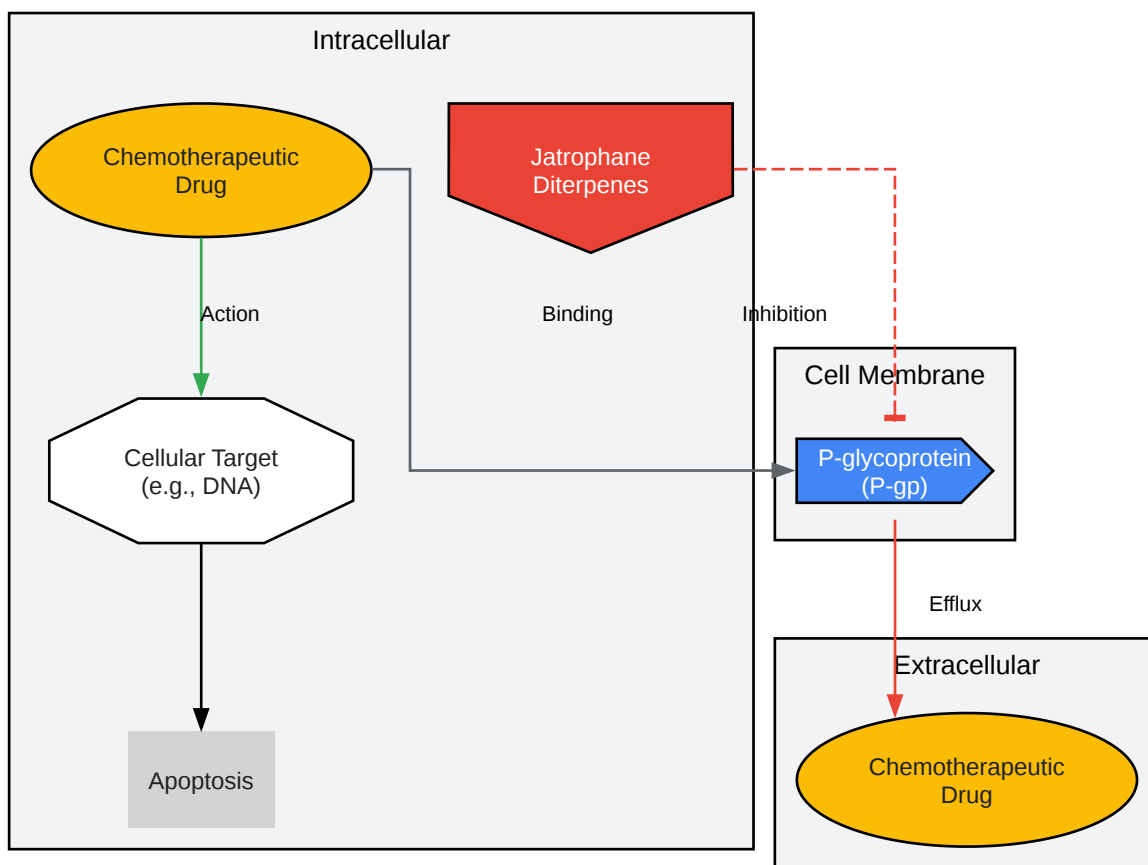 Intracellular
Chemotherapeutic
Drug
Jatrophane
Diterpenes
Action
Binding
Inhibition
Cell Membrane
Cellular Target
(e.g., DNA)
P-glycoprotein
(P-gp)
Efflux
Extracellular
Apoptosis
Chemotherapeutic
Drug